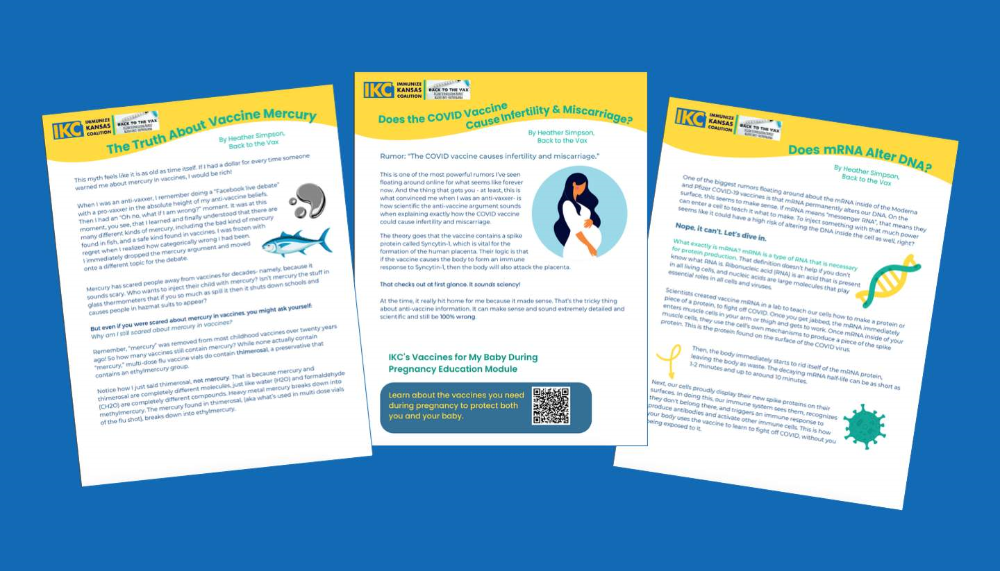 IKC
IMMUNIZE
KANSAS
COALITION
BACK TO THE VAX
The Truth About Vaccine Mercury
By Heather Simpson,
Back to the Vax
This myth feels like it is as old as time itself. If I had a dollar for every time someone
warned me about mercury in vaccines, I would be rich!
When I was an anti-vaxxer, I remember doing a "Facebook live debate"
with a pro-vaxxer in the absolute height of my anti-vaccine beliefs.
Then I had an "Oh no, what if I am wrong?" moment. It was at this
moment, you see, that I learned and finally understood that there are
many different kinds of mercury, including the bad kind of mercury
found in fish, and a safe kind found in vaccines. I was frozen with
regret when I realized how categorically wrong I had been.
I immediately dropped the mercury argument and moved
onto a different topic for the debate.
Mercury has scared people away from vaccines for decades- namely, because it
sounds scary. Who wants to inject their child with mercury? Isn't mercury the stuff in
glass thermometers that if you so much as spill it then it shuts down schools and
causes people in hazmat suits to appear?
But even if you were scared about mercury in vaccines, you might ask yourself:
Why am I still scared about mercury in vaccines?
Remember, "mercury" was removed from most childhood vaccines over twenty years
ago! So how many vaccines still contain mercury? While none actually contain
"mercury," multi-dose flu vaccine vials do contain thimerosal, a preservative that
contains an ethylmercury group.
Notice how I just said thimerosal, not mercury. That is because mercury and
thimerosal are completely different molecules, just like water (H2O) and formaldehyde
(CH2O) are completely different compounds. Heavy metal mercury breaks down into
methylmercury. The mercury found in thimerosal, (aka what's used in multi dose vials
of the flu shot), breaks down into ethylmercury.
IKC
IMMUNIZE
KANSAS
COALITION
BACK TO THE VAX
Does the COVID Vaccine
Cause Infertility & Miscarriage?
By Heather Simpson,
Back to the Vax
Rumor: "The COVID vaccine causes infertility and miscarriage."
This is one of the most powerful rumors I've seen
floating around online for what seems like forever
now. And the thing that gets you - at least, this is
what convinced me when I was an anti-vaxxer- is
how scientific the anti-vaccine argument sounds
when explaining exactly how the COVID vaccine
could cause infertility and miscarriage.
The theory goes that the vaccine contains a spike
protein called Syncytin-1, which is vital for the
formation of the human placenta. Their logic is that
if the vaccine causes the body to form an immune
response to Syncytin-1, then the body will also attack the placenta.
That checks out at first glance. It sounds sciency!
At the time, it really hit home for me because it made sense. That's the tricky thing
about anti-vaccine information. It can make sense and sound extremely detailed and
scientific and still be 100% wrong.
IKC's Vaccines for My Baby During
Pregnancy Education Module
Learn about the vaccines you need
during pregnancy to protect both
you and your baby.
IKC
IMMUNIZE
KANSAS
COALITION
BACK TO THE VAX
Does mRNA Alter DNA?
By Heather Simpson,
Back to the Vax
One of the biggest rumors floating around about the mRNA inside of the Moderna
and Pfizer COVID-19 vaccines is that mRNA permanently alters our DNA. On the
surface, this seems to make sense. If mRNA means "messenger RNA", that means they
can enter a cell to teach it what to make. To inject something with that much power
seems like it could have a high risk of altering the DNA inside the cell as well, right?
Nope, it can't. Let's dive in.
What exactly is mRNA? mRNA is a type of RNA that is necessary
for protein production. That definition doesn't help if you don't
know what RNA is. Ribonucleic acid (RNA) is an acid that is present
in all living cells, and nucleic acids are large molecules that play
essential roles in all cells and viruses.
Scientists created vaccine mRNA in a lab to teach our cells how to make a protein or
piece of a protein, to fight off COVID. Once you get jabbed, the mRNA immediately
enters muscle cells in your arm or thigh and gets to work. Once mRNA inside of your
muscle cells, they use the cell's own mechanisms to produce a piece of the spike
protein. This is the protein found on the surface of the COVID virus.
Then, the body immediately starts to rid itself of the mRNA protein,
leaving the body as waste. The decaying mRNA half-life can be as short as
1-2 minutes and up to around 10 minutes.
Next, our cells proudly display their new spike proteins on their
surfaces. In doing this, our immune system sees them, recognizes
they don't belong there, and triggers an immune response to
produce antibodies and activate other immune cells. This is how
your body uses the vaccine to learn to fight off COVID, without you
being exposed to it.